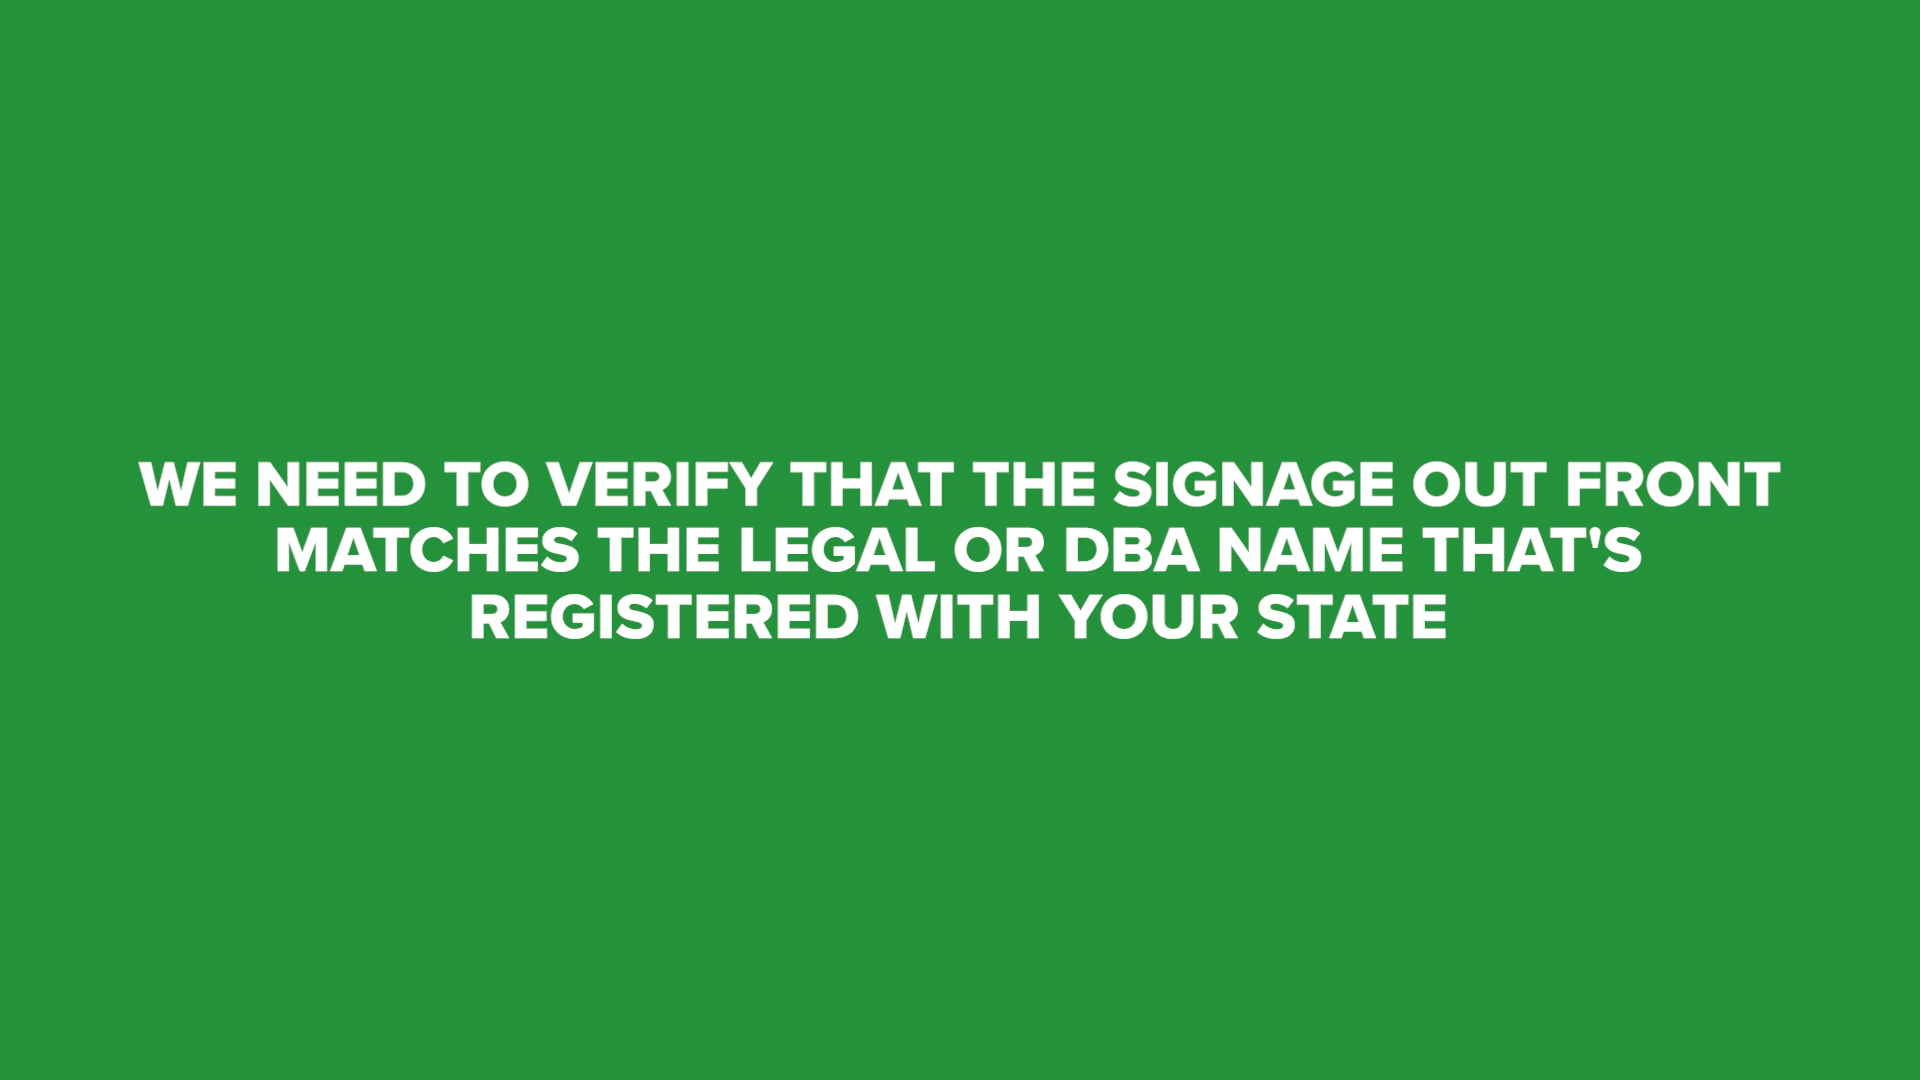 WE NEED TO VERIFY THAT THE SIGNAGE OUT FRONT
MATCHES THE LEGAL OR DBA NAME THAT'S
REGISTERED WITH YOUR STATE